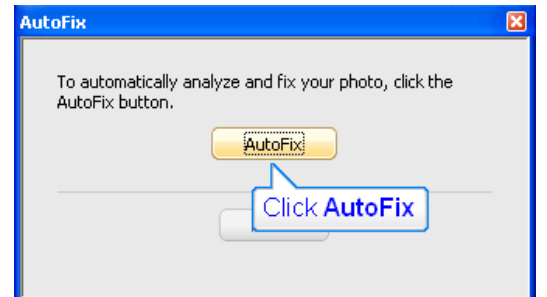 AutoFix
To automatically analyze and fix your photo, click the
AutoFix button.
AutoFix
Click AutoFix